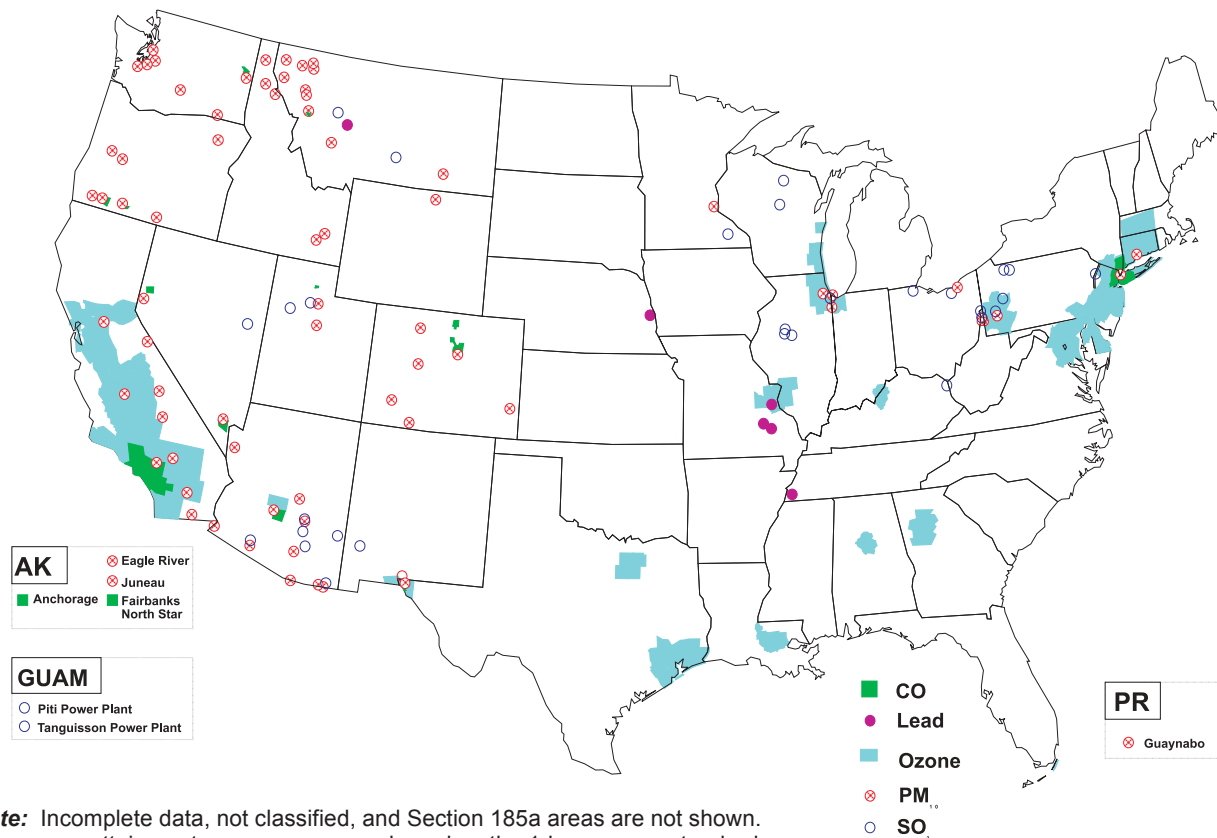 AK
Eagle River
Juneau
Anchorage
Fairbanks
North Star
GUAM
Piti Power Plant
Tanguisson Power Plant
CO
Lead
Ozone
PM₁₀
SO
PR
Guaynabo
te: Incomplete data, not classified, and Section 185a areas are not shown.